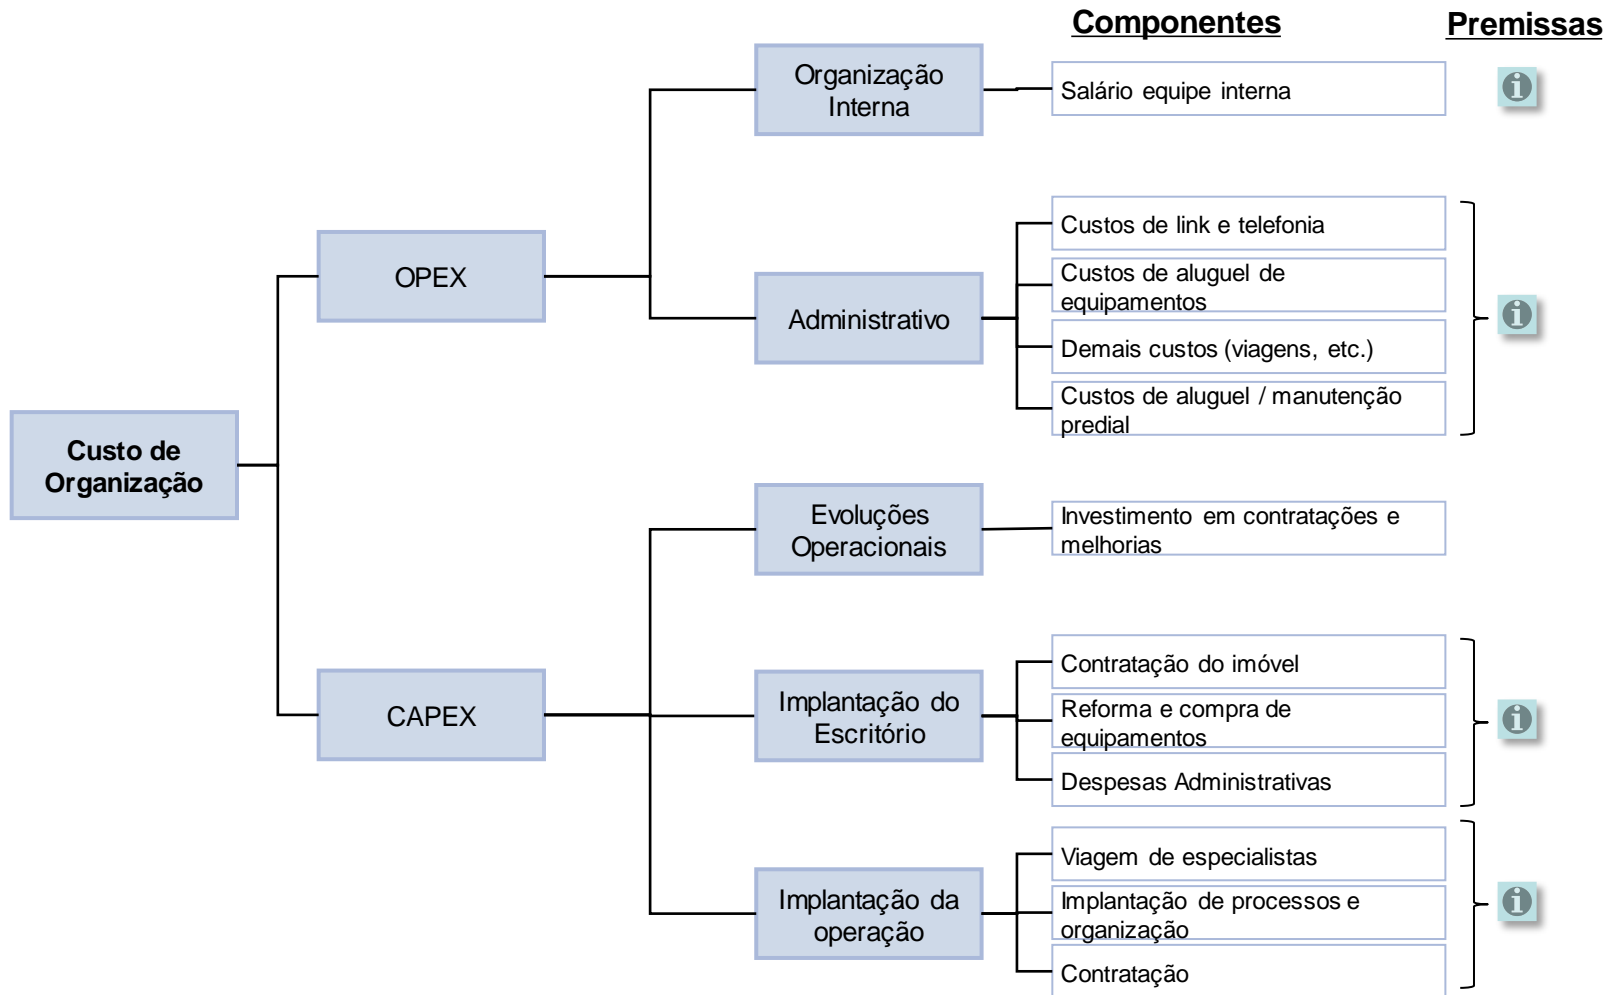 Componentes
Premissas
Organização
Interna
Salário equipe interna
Custos de link e telefonia
OPEX
Custos de aluguel de
equipamentos
Administrativo
Demais custos (viagens, etc.)
Custos de aluguel / manutenção
predial
Custo de
Organização
Evoluções
Operacionais
Investimento em contratações e
melhorias
CAPEX
Implantação do
Escritório
Contratação do imóvel
Reforma e compra de
equipamentos
Despesas Administrativas
Implantação da
operação
Viagem de especialistas
Implantação de processos e
organização
Contratação